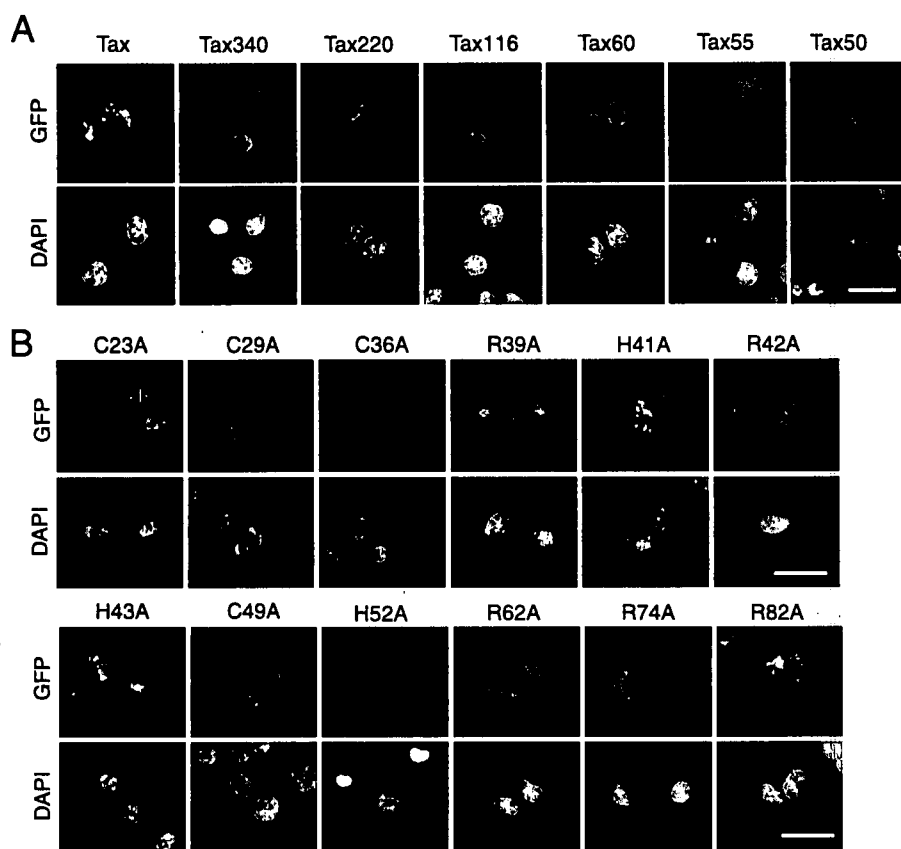 A
Tax Tax340 Tax220 Tax116 Tax60 Tax55 Tax50
GFP
DAPI
B
C23A C29A C36A R39A H41A R42A
GFP
DAPI
H43A C49A H52A R62A R74A R82A
GFP
DAPI